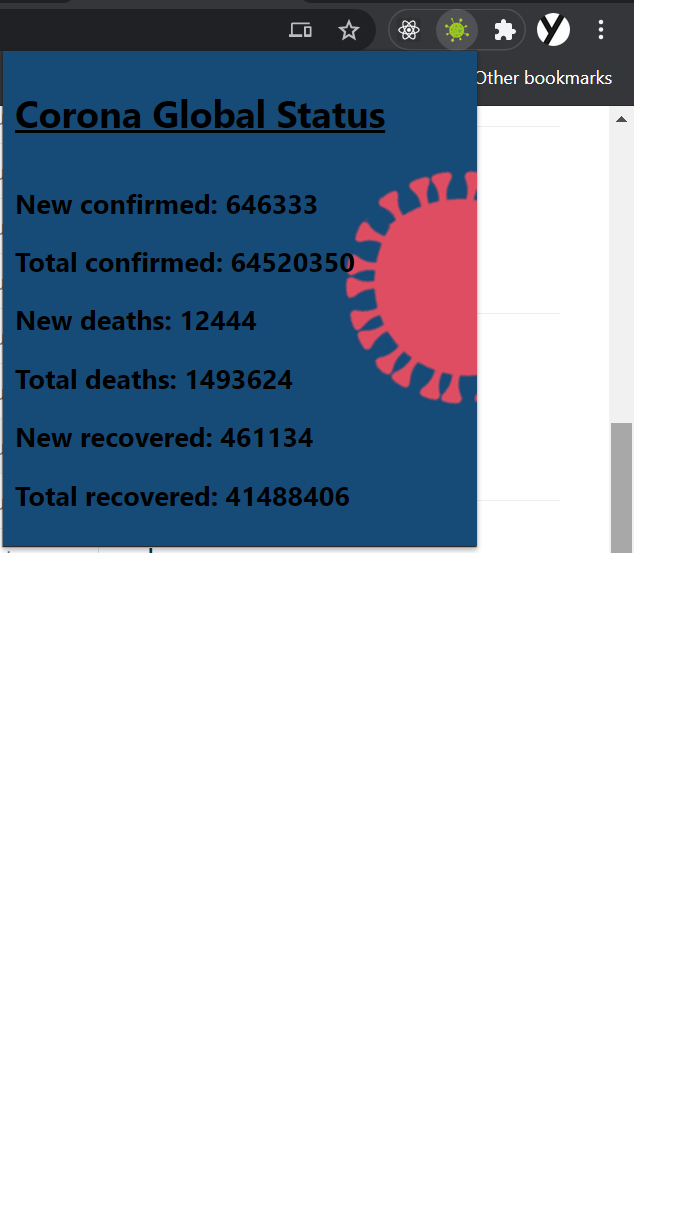 Other bookmarks
Corona Global Status
New confirmed: 646333
Total confirmed: 64520350
New deaths: 12444
Total deaths: 1493624
New recovered: 461134
Total recovered: 41488406